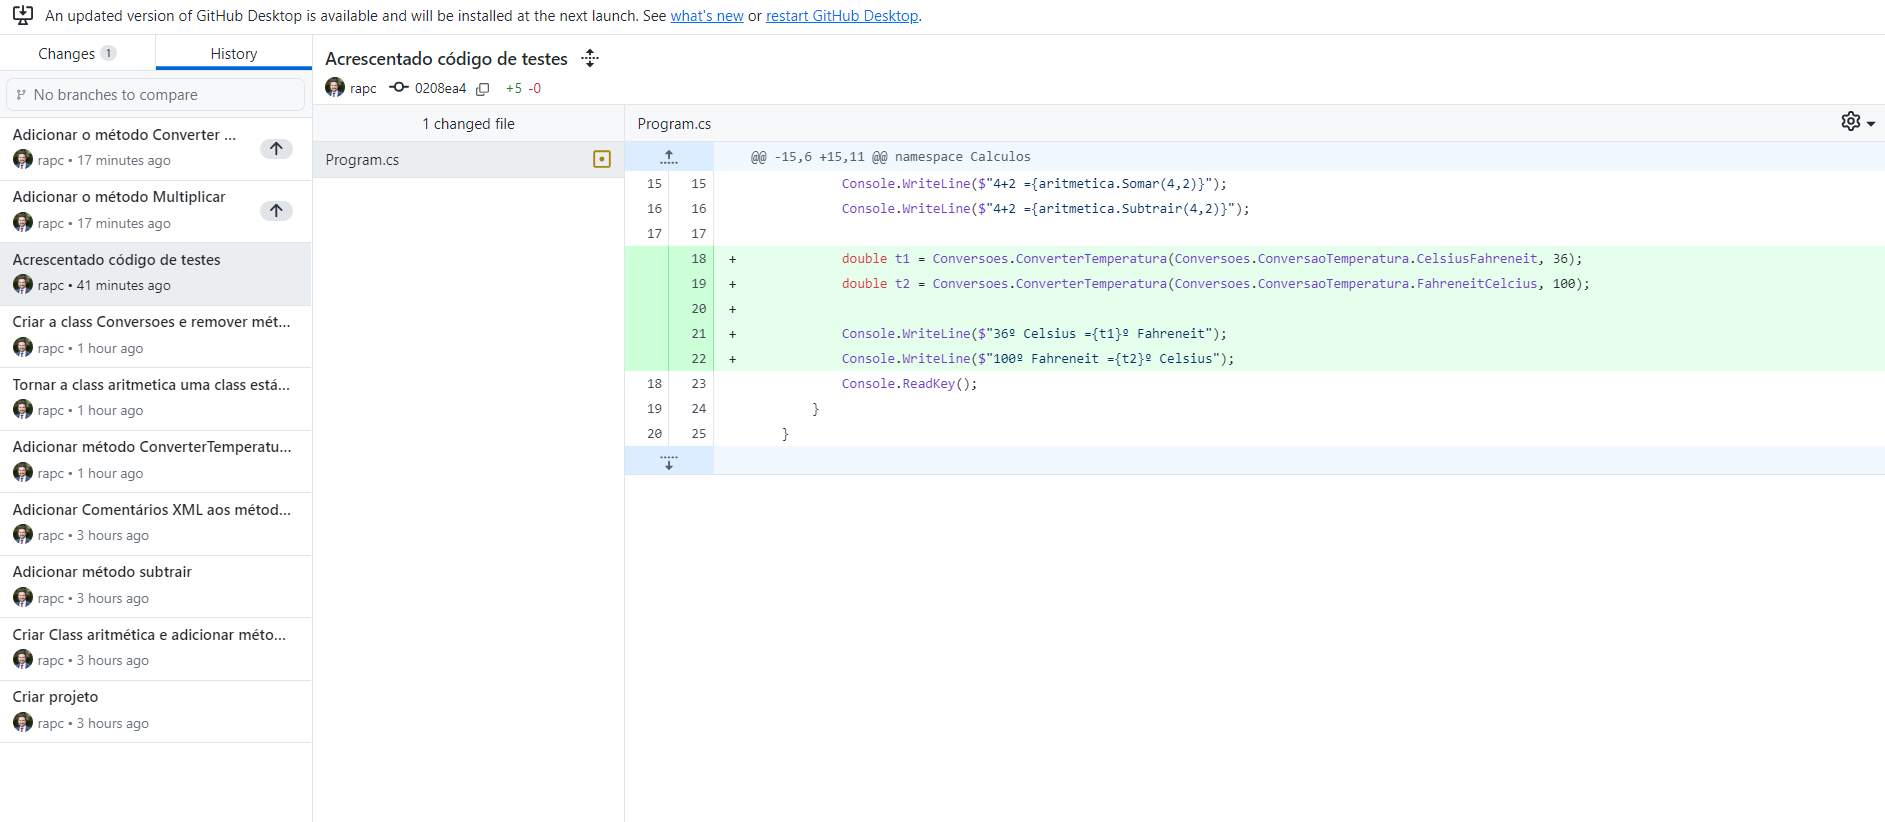 An updated version of GitHub Desktop is available and will be installed at the next launch. See what's new or restart GitHub Desktop.
Changes 1
History
No branches to compare
Adicionar o método Converter ...
rapc • 17 minutes ago
Adicionar o método Multiplicar
rapc • 17 minutes ago
Acrescentado código de testes
rapc • 41 minutes ago
Criar a class Conversoes e remover mét...
rapc • 1 hour ago
Tornar a class aritmetica uma class está...
rapc • 1 hour ago
Adicionar método ConverterTemperatu...
rapc • 1 hour ago
Adicionar Comentários XML aos métod...
rapc • 3 hours ago
Adicionar método subtrair
rapc • 3 hours ago
Criar Class aritmética e adicionar méto...
rapc • 3 hours ago
Criar projeto
rapc • 3 hours ago
Acrescentado código de testes
rapc 0208ea4 +5 -0
1 changed file
Program.cs
Program.cs
@@ -15,6 +15,11 @@ namespace Calculos
15 15 Console.WriteLine($"4+2 ={aritmetica.Somar(4,2)}");
16 16 Console.WriteLine($"4+2 ={aritmetica.Subtrair(4,2)}");
17 17
18 + double t1 = Conversoes.ConverterTemperatura(Conversoes.ConversaoTemperatura.CelsiusFahreneit, 36);
19 + double t2 = Conversoes.ConverterTemperatura(Conversoes.ConversaoTemperatura.FahreneitCelcius, 100);
20 +
21 + Console.WriteLine($"36º Celsius ={t1}º Fahreneit");
22 + Console.WriteLine($"100º Fahreneit ={t2}º Celsius");
18 23 Console.ReadKey();
19 24 }
20 25 }